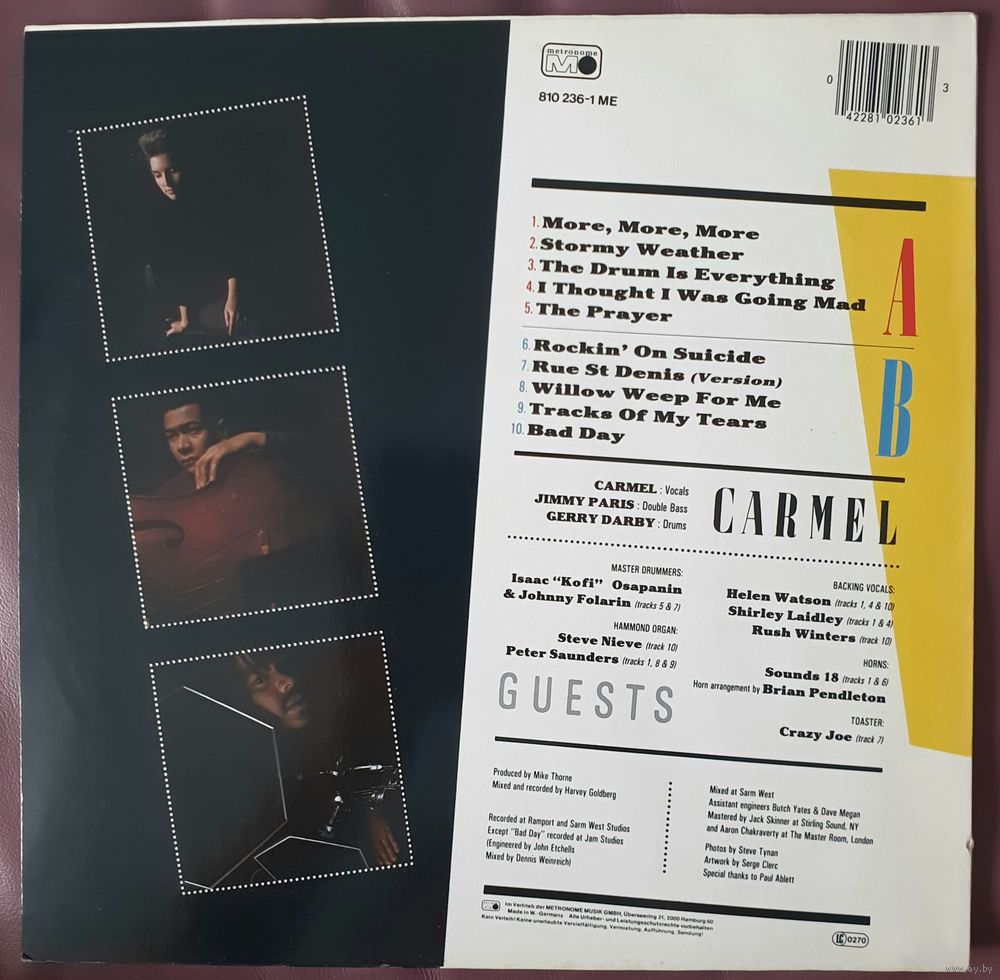 metronome
810 236-1 ME
0
42281 02361
3
1. More, More, More
2. Stormy Weather
3. The Drum Is Everything
4. I Thought I Was Going Mad
5. The Prayer
A
6. Rockin' On Suicide
7. Rue St Denis (Version)
8. Willow Weep For Me
9. Tracks Of My Tears
10. Bad Day
B
CARMEL : Vocals
JIMMY PARIS : Double Bass
GERRY DARBY : Drums
CARMEL
MASTER DRUMMERS:
Isaac "Kofi" Osapanin
& Johnny Folarin (tracks 5 & 7)
HAMMOND ORGAN:
Steve Nieve (track 10)
Peter Saunders (tracks 1, 8 & 9)
GUESTS
BACKING VOCALS:
Helen Watson (tracks 1, 4 & 10)
Shirley Laidley (tracks 1 & 4)
Rush Winters (track 10)
HORNS:
Sounds 18 (tracks 1 & 6)
Horn arrangement by Brian Pendleton
TOASTER:
Crazy Joe (track 7)
Produced by Mike Thorne
Mixed and recorded by Harvey Goldberg
Recorded at Ramport and Sarm West Studios
Except "Bad Day" recorded at Jam Studios
(Engineered by John Etchells
Mixed by Dennis Weinreich)
Mixed at Sarm West
Assistant engineers Butch Yates & Dave Megan
Mastered by Jack Skinner at Stirling Sound, NY
and Aaron Chakraverty at The Master Room, London
Photos by Steve Tynan
Artwork by Serge Clerc
Special thanks to Paul Ablett
Im Vertrieb der METRONOME MUSIK GMBH, Überseering 21, 2000 Hamburg 60
Made in W.-Germany Alle Urheber- und Leistungsschutzrechte vorbehalten
Kein Verleih! Keine unerlaubte Vervielfältigung, Vermietung, Aufführung, Sendung!
LC 0270
www.ay.by